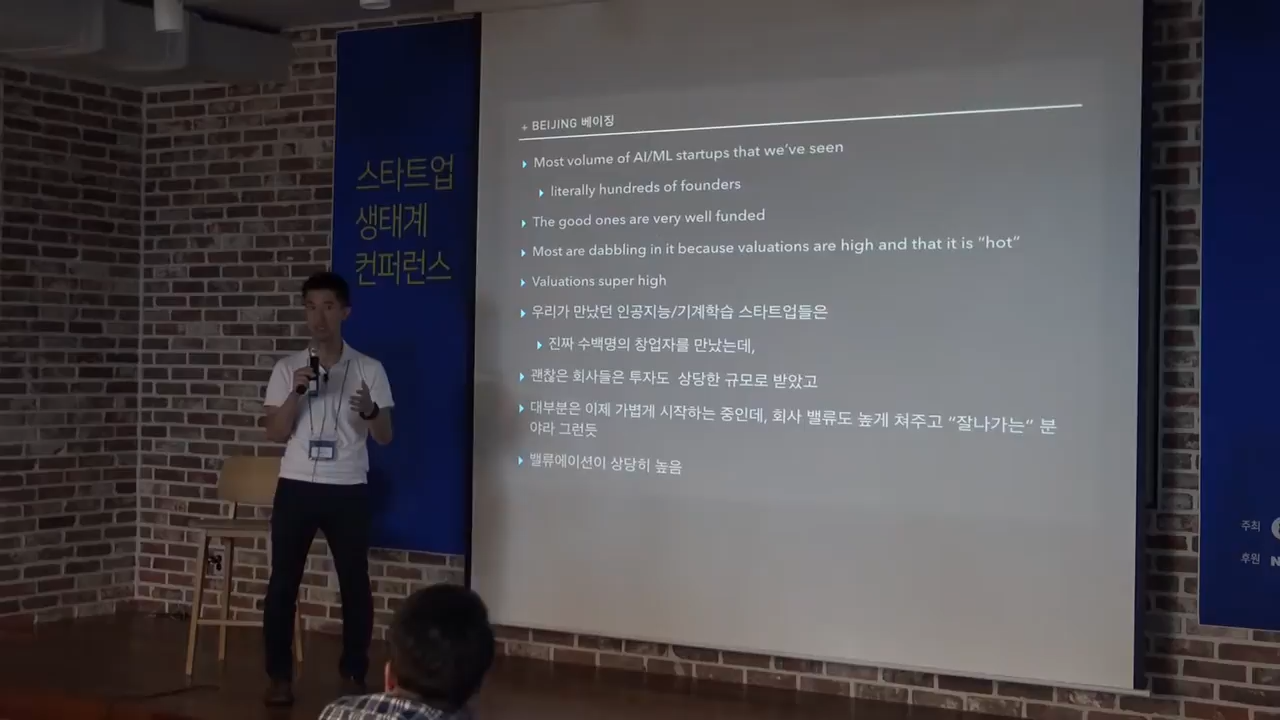 스타트업
생태계
컨퍼런스
+ BEIJING 베이징
Most volume of AI/ML startups that we've seen
literally hundreds of founders
The good ones are very well funded
Most are dabbling in it because valuations are high and that it is "hot"
Valuations super high
우리가 만났던 인공지능/기계학습 스타트업들은
진짜 수백명의 창업자를 만났는데,
괜찮은 회사들은 투자도 상당한 규모로 받았고
대부분은 이제 가볍게 시작하는 중인데, 회사 밸류도 높게 쳐주고 "잘나가는" 분
야라 그런듯
밸류에이션이 상당히 높음
주최
후원